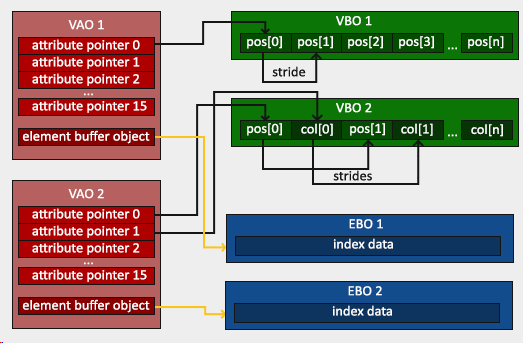 VAO 1
attribute pointer 0
attribute pointer 1
attribute pointer 2
...
attribute pointer 15
element buffer object
VAO 2
attribute pointer 0
attribute pointer 1
attribute pointer 2
...
attribute pointer 15
element buffer object
VBO 1
pos[0] pos[1] pos[2] pos[3] ... pos[n]
stride
VBO 2
pos[0] col[0] pos[1] col[1] ... col[n]
strides
EBO 1
index data
EBO 2
index data